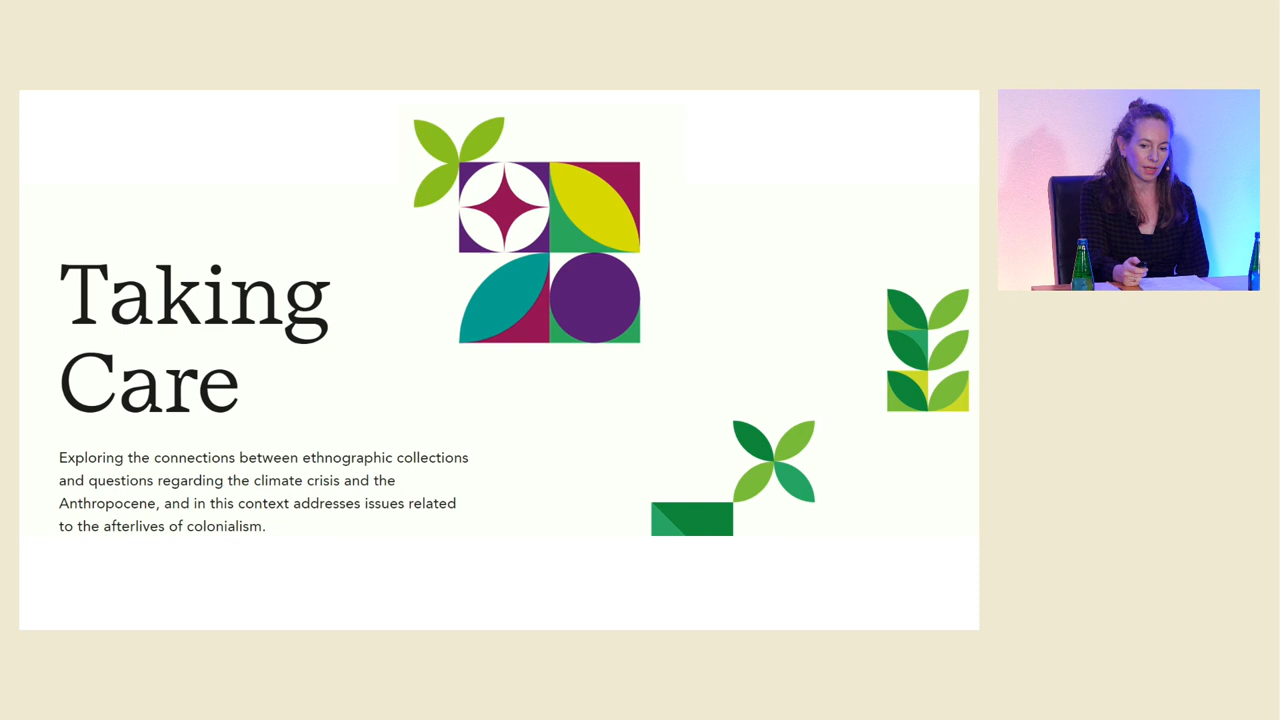 Taking
Care
Exploring the connections between ethnographic collections
and questions regarding the climate crisis and the
Anthropocene, and in this context addresses issues related
to the afterlives of colonialism.